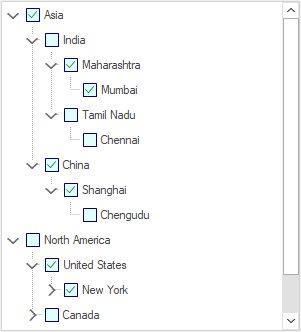 Asia
India
Maharashtra
Mumbai
Tamil Nadu
Chennai
China
Shanghai
Chengudu
North America
United States
New York
Canada